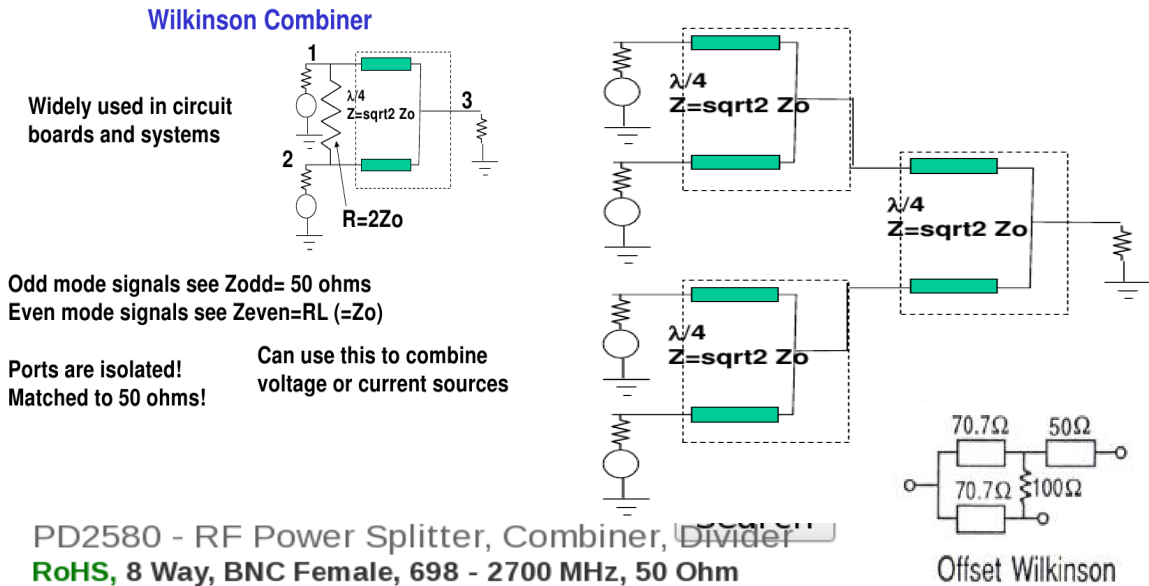 Wilkinson Combiner
Widely used in circuit
boards and systems
1
2
3
λ/4
Z=sqrt2 Zo
R=2Zo
Odd mode signals see Zodd= 50 ohms
Even mode signals see Zeven=RL (=Zo)
Ports are isolated!
Matched to 50 ohms!
Can use this to combine
voltage or current sources
λ/4
Z=sqrt2 Zo
λ/4
Z=sqrt2 Zo
λ/4
Z=sqrt2 Zo
70.7Ω
50Ω
70.7Ω
100Ω
Offset Wilkinson
Search
PD2580 - RF Power Splitter, Combiner, Divider
RoHS, 8 Way, BNC Female, 698 - 2700 MHz, 50 Ohm